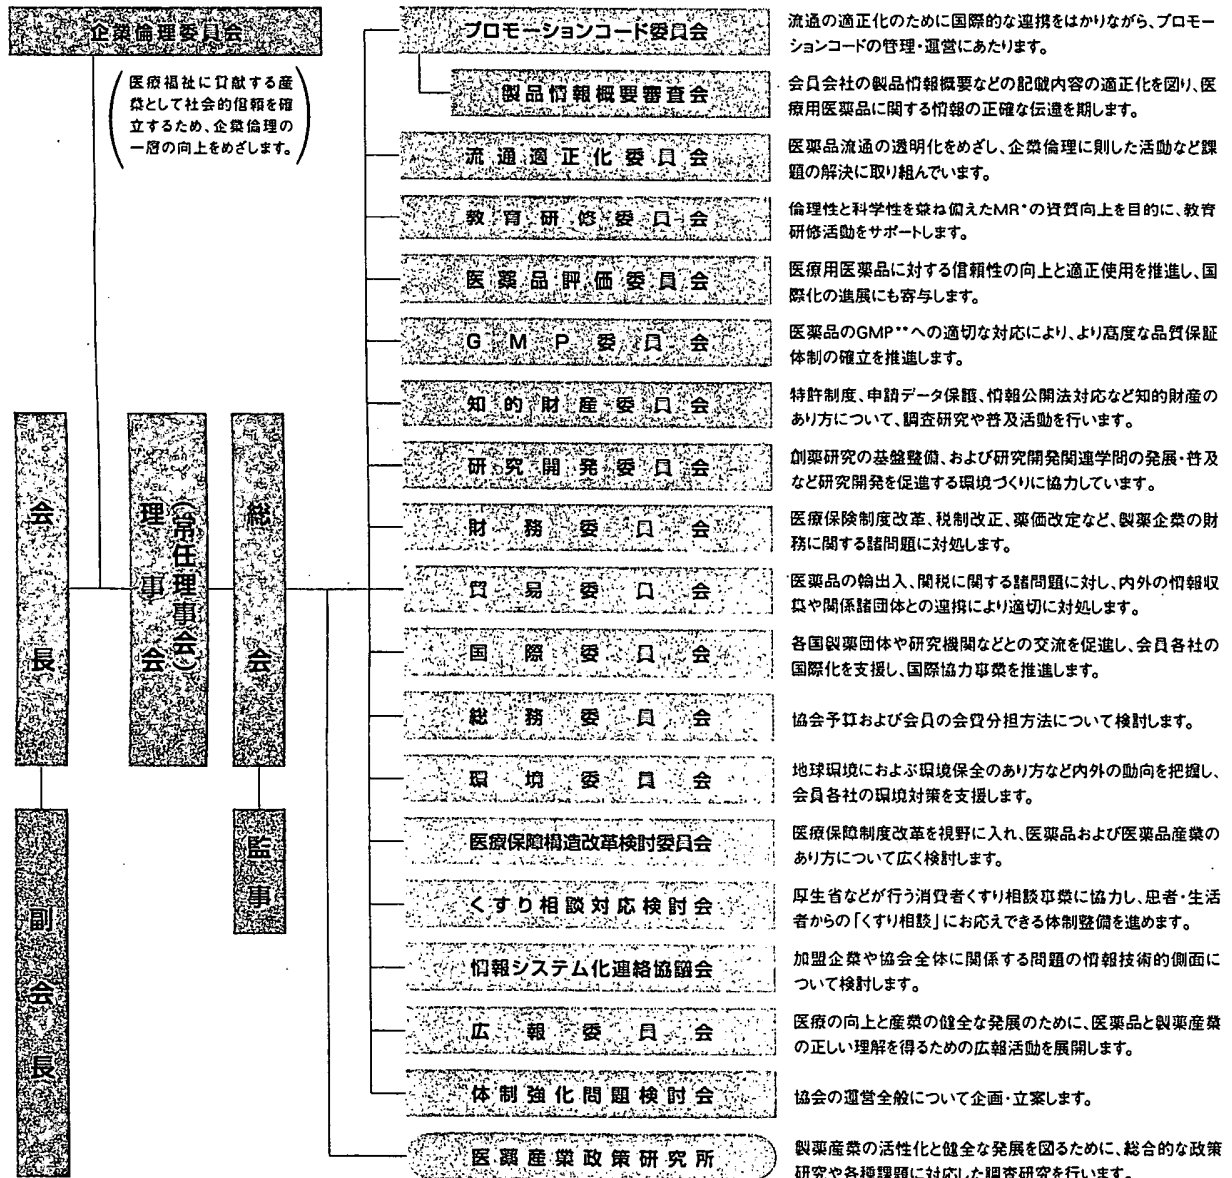 企業倫理委員会
医療福祉に貢献する産
業として社会的信頼を確
立するため、企業倫理の
一層の向上をめざします。
会長
副会長
理事会
(常任理事会)
総会
監事
プロモーションコード委員会
流通の適正化のために国際的な連携をはかりながら、プロモー
ションコードの管理・運営にあたります。
製品情報概要審査会
会員会社の製品情報概要などの記載内容の適正化を図り、医
療用医薬品に関する情報の正確な伝達を期します。
流通適正化委員会
医薬品流通の透明化をめざし、企業倫理に則した活動など課
題の解決に取り組んでいます。
教育研修委員会
倫理性と科学性を兼ね備えたMR*の資質向上を目的に、教育
研修活動をサポートします。
医薬品評価委員会
医療用医薬品に対する信頼性の向上と適正使用を推進し、国
際化の進展にも寄与します。
GMP委員会
医薬品のGMP**への適切な対応により、より高度な品質保証
体制の確立を推進します。
知的財産委員会
特許制度、申請データ保護、情報公開法対応など知的財産の
あり方について、調査研究や普及活動を行います。
研究開発委員会
創薬研究の基盤整備、および研究開発関連学問の発展・普及
など研究開発を促進する環境づくりに協力しています。
財務委員会
医療保険制度改革、税制改正、薬価改定など、製薬企業の財
務に関する諸問題に対処します。
貿易委員会
医薬品の輸出入、関税に関する諸問題に対し、内外の情報収
集や関係諸団体との連携により適切に対処します。
国際委員会
各国製薬団体や研究機関などとの交流を促進し、会員各社の
国際化を支援し、国際協力事業を推進します。
総務委員会
協会予算および会員の会費分担方法について検討します。
環境委員会
地球環境におよぶ環境保全のあり方など内外の動向を把握し、
会員各社の環境対策を支援します。
医療保障構造改革検討委員会
医療保障制度改革を視野に入れ、医薬品および医薬品産業の
あり方について広く検討します。
くすり相談対応検討会
厚生省などが行う消費者くすり相談事業に協力し、患者・生活
者からの「くすり相談」にお応えできる体制整備を進めます。
情報システム化連絡協議会
加盟企業や協会全体に関係する問題の情報技術的側面に
ついて検討します。
広報委員会
医療の向上と産業の健全な発展のために、医薬品と製薬産業
の正しい理解を得るための広報活動を展開します。
体制強化問題検討会
協会の運営全般について企画・立案します。
医薬産業政策研究所
製薬産業の活性化と健全な発展を図るために、総合的な政策
研究や各種課題に対応した調査研究を行います。